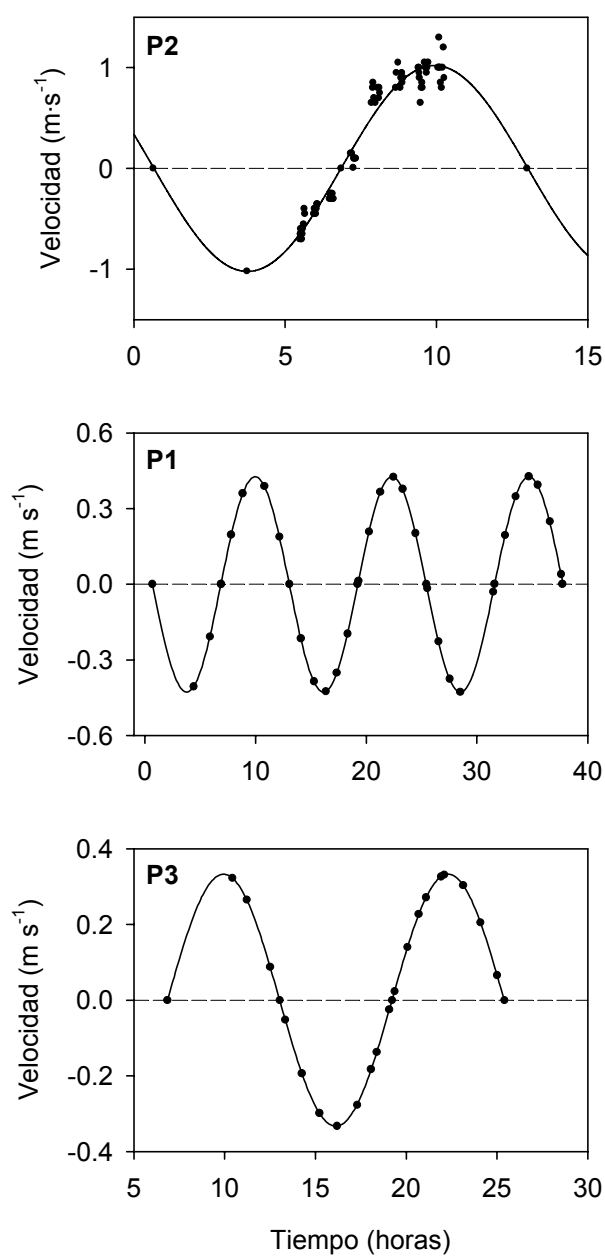 P2
Velocidad (m·s-1)
1
0
-1
0 5 10 15
P1
Velocidad (m s-1)
0.6
0.3
0.0
-0.3
-0.6
0 10 20 30 40
P3
Velocidad (m s-1)
0.4
0.2
0.0
-0.2
-0.4
5 10 15 20 25 30
Tiempo (horas)